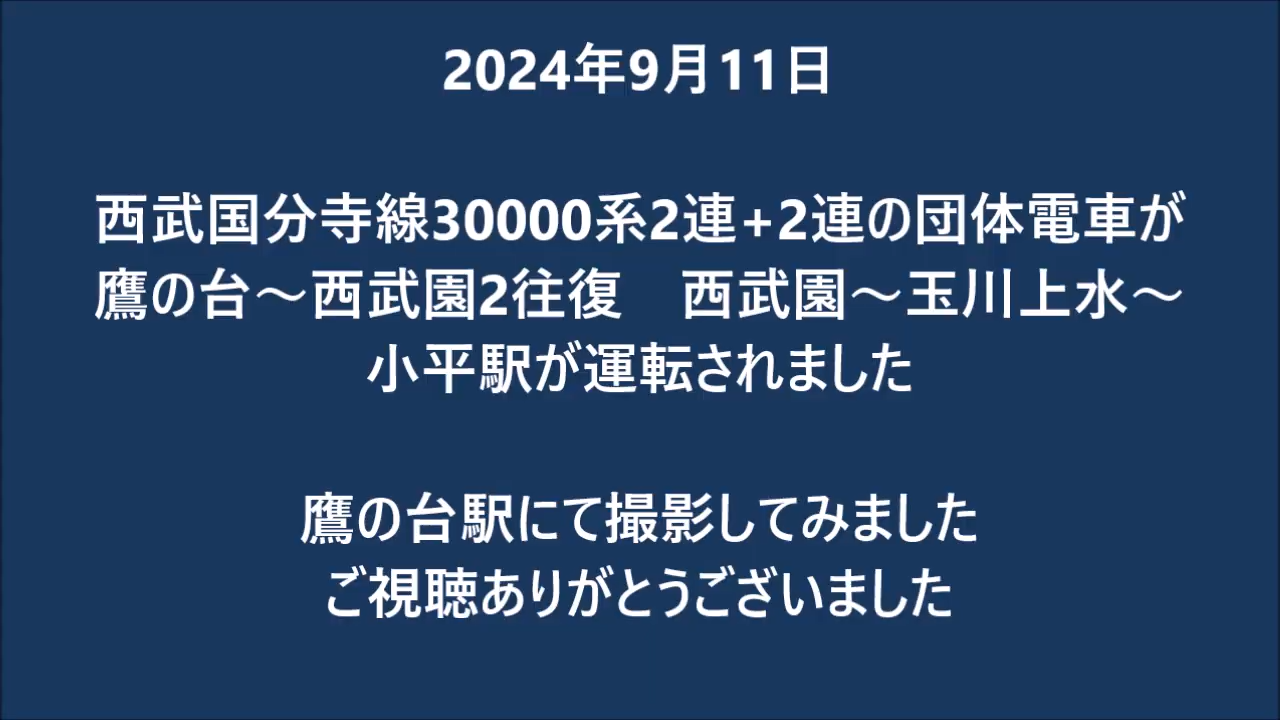 2024年9月11日
西武国分寺線30000系2連+2連の団体電車が
鷹の台～西武園2往復　西武園～玉川上水～
小平駅が運転されました
鷹の台駅にて撮影してみました
ご視聴ありがとうございました